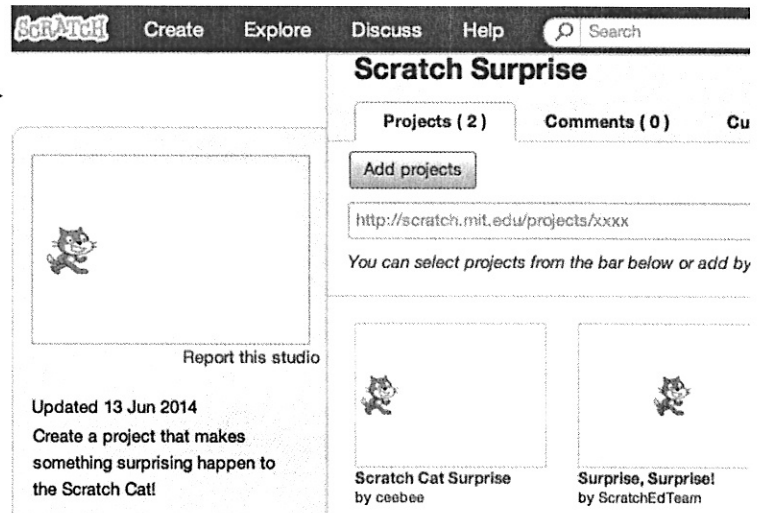 SCRATCH Create Explore Discuss Help Search
Scratch Surprise
Projects ( 2 ) Comments ( 0 ) Cu
Add projects
http://scratch.mit.edu/projects/xxxx
You can select projects from the bar below or add by
Report this studio
Updated 13 Jun 2014
Create a project that makes
something surprising happen to
the Scratch Cat!
Scratch Cat Surprise
by ceebee
Surprise, Surprise!
by ScratchEdTeam